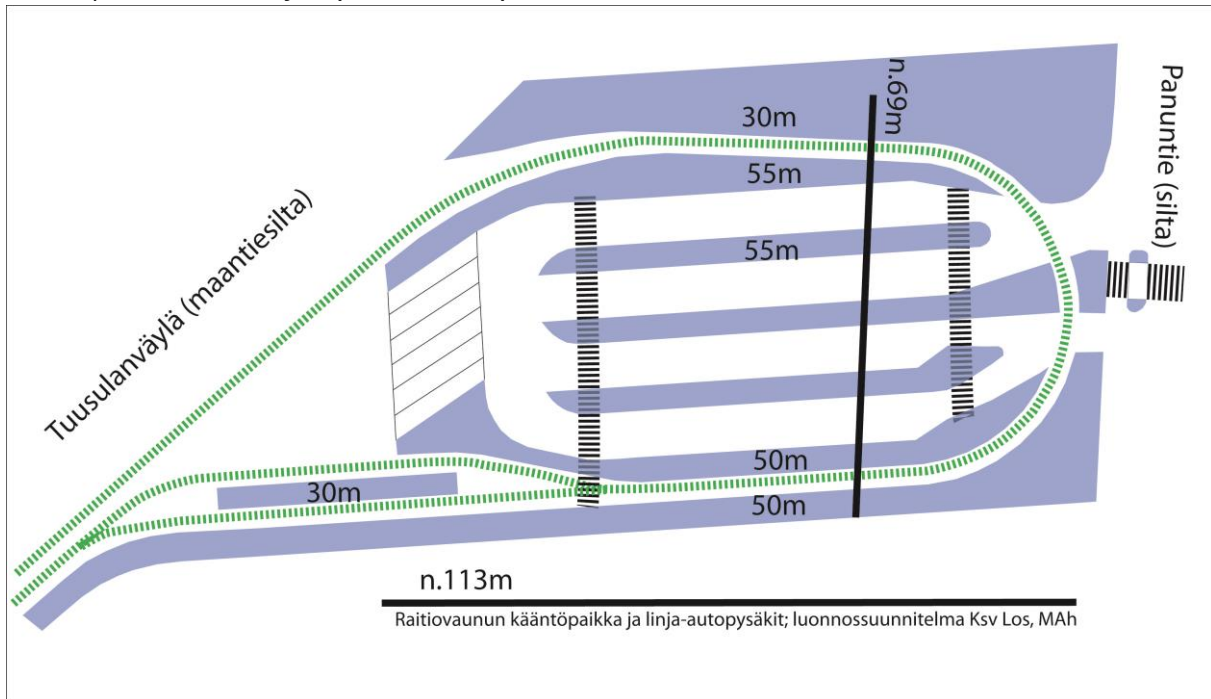 30m
n.69m
Panuntie (silta)
55m
55m
Tuusulanväylä (maantiesilta)
50m
30m
50m
n.113m
Raitiovaunun kääntöpaikka ja linja-autopysäkit; luonnossuunnitelma Ksv Los, MAh